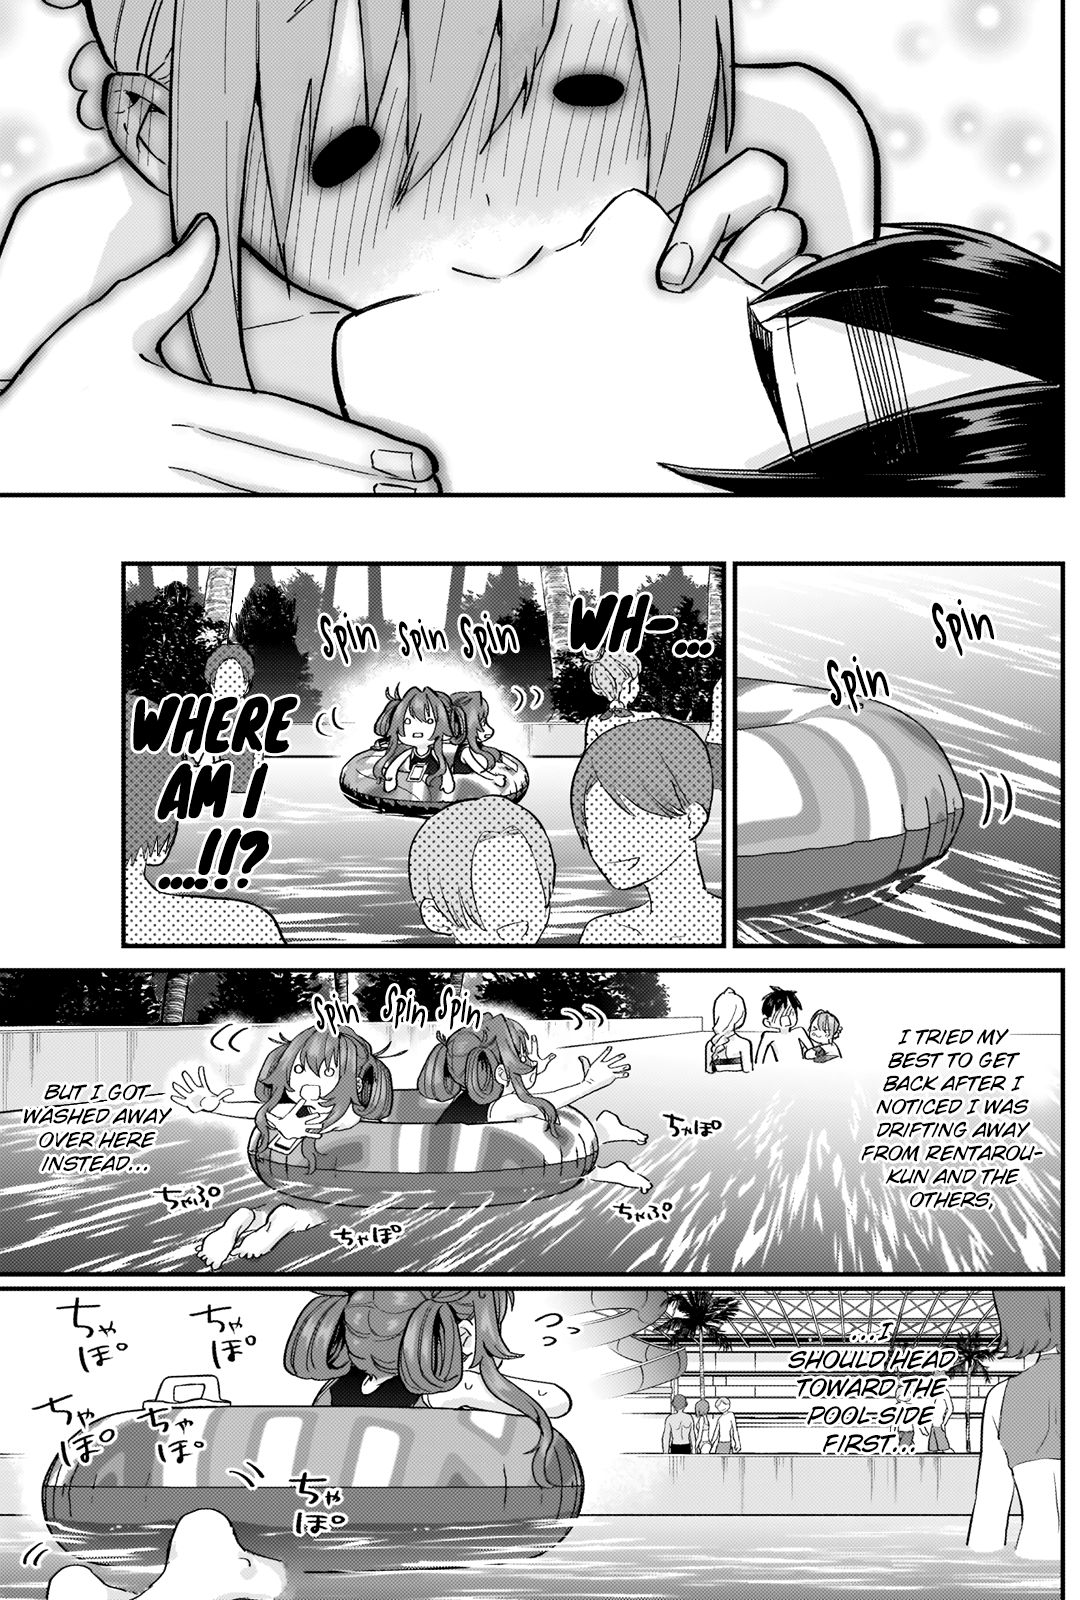 Spin
Spin
WH-...
Spin
Spin
Spin
WHERE
AM I
....!!?
I TRIED MY
BEST TO GET
BACK AFTER I
NOTICED I WAS
DRIFTING AWAY
FROM RENTAROU-
KUN AND THE
OTHERS,
Spin
Spin
Spin
BUT I GOT
WASHED AWAY
OVER HERE
INSTEAD...
ちゃぽ
ちゃぷ
ちゃぽ
ちゃぷ
...I
SHOULD HEAD
TOWARD THE
POOL-SIDE
FIRST...
ちゃぽ
ちゃぽ
ちゃぽ
ちゃぽ
ちゃぽ